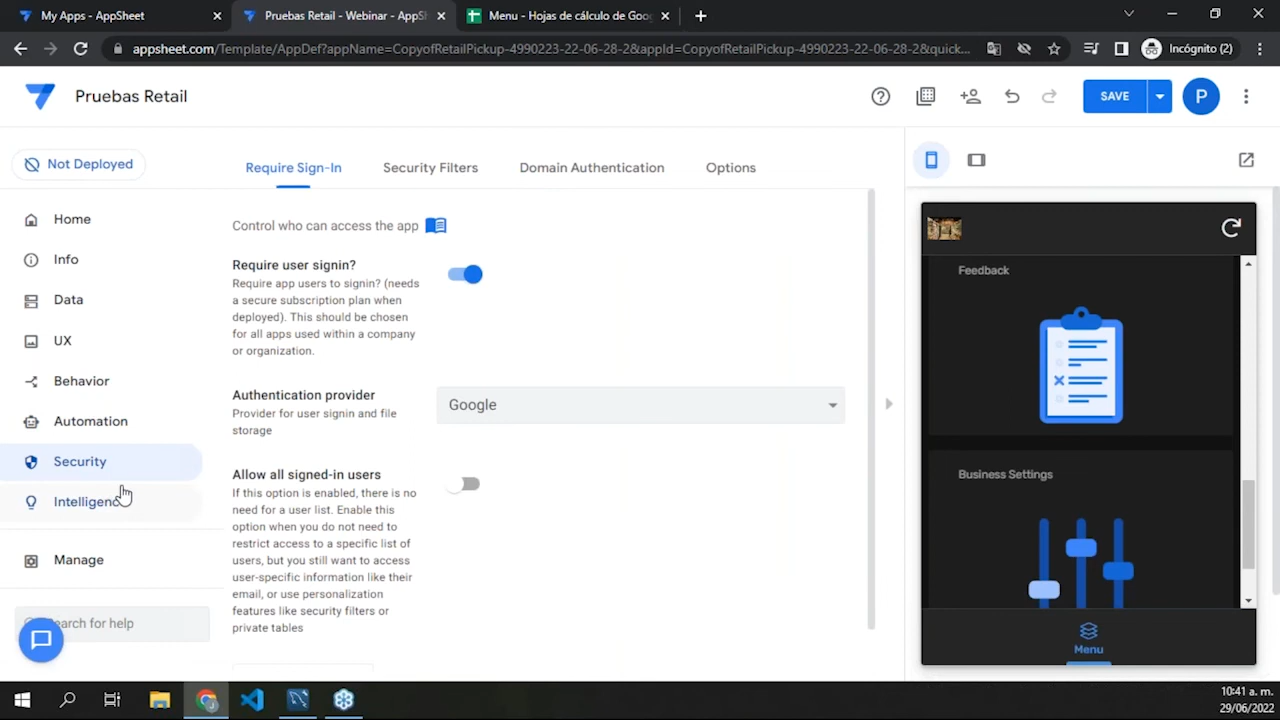 My Apps - AppSheet
Pruebas Retail - Webinar - AppSh
Menu - Hojas de cálculo de Goo
appsheet.com/Template/AppDef?appName=CopyofRetailPickup-4990223-22-06-28-2&appId=CopyofRetailPickup-4990223-22-06-28-2&quick...
Incógnito (2)
Pruebas Retail
SAVE
P
Not Deployed
Require Sign-In
Security Filters
Domain Authentication
Options
Home
Info
Data
UX
Behavior
Automation
Security
Intelligenc
Manage
Search for help
Control who can access the app
Require user signin?
Require app users to signin? (needs
a secure subscription plan when
deployed). This should be chosen
for all apps used within a company
or organization.
Authentication provider
Provider for user signin and file
storage
Google
Allow all signed-in users
If this option is enabled, there is no
need for a user list. Enable this
option when you do not need to
restrict access to a specific list of
users, but you still want to access
user-specific information like their
email, or use personalization
features like security filters or
private tables
Feedback
Business Settings
Menu
10:41 a. m.
29/06/2022